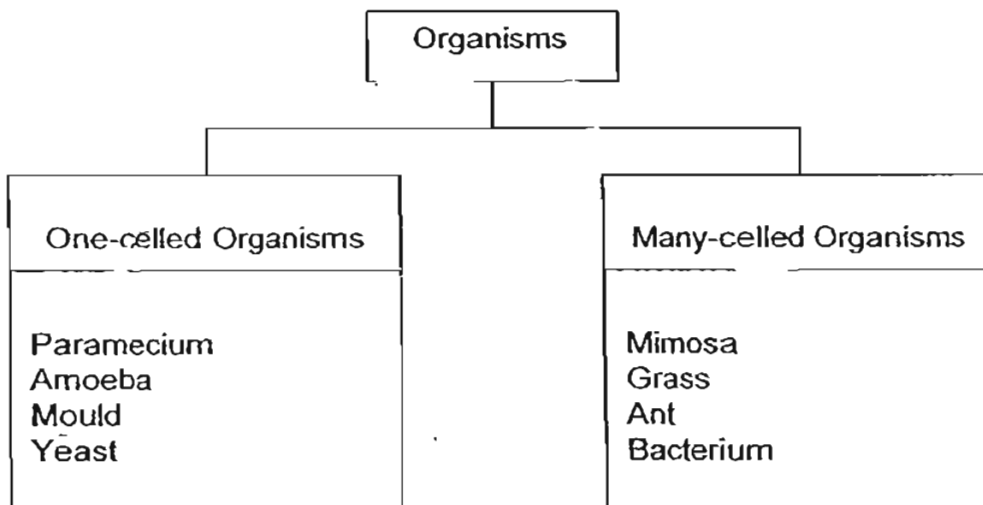 Organisms
One-celled Organisms
Paramecium
Amoeba
Mould
Yeast
Many-celled Organisms
Mimosa
Grass
Ant
Bacterium